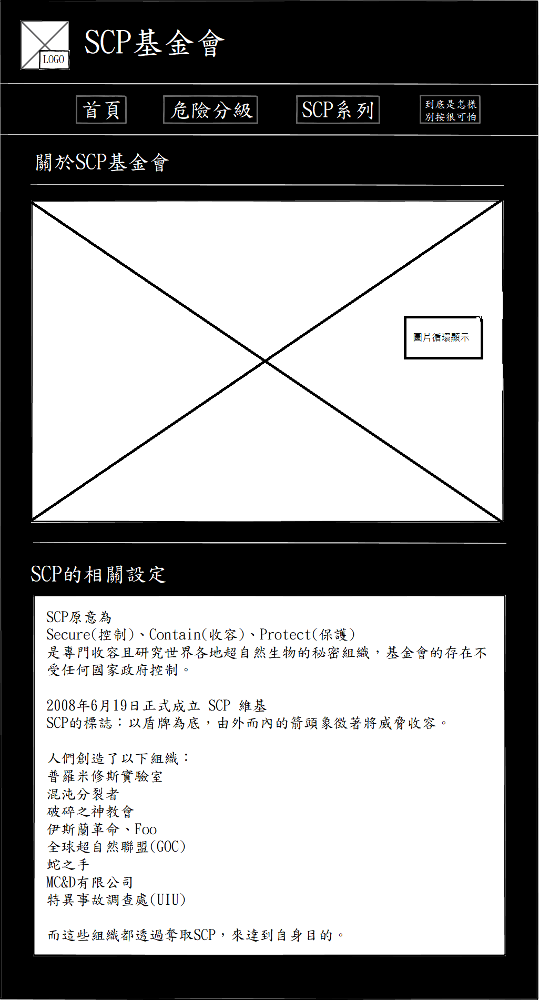 LOGO
SCP基金會
首頁
危險分級
SCP系列
到底是怎樣
別按很可怕
關於SCP基金會
圖片循環顯示
SCP的相關設定
SCP原意為
Secure(控制)、Contain(收容)、Protect(保護)
是專門收容且研究世界各地超自然生物的秘密組織，基金會的存在不
受任何國家政府控制。
2008年6月19日正式成立 SCP 維基
SCP的標誌：以盾牌為底，由外而內的箭頭象徵著將威脅收容。
人們創造了以下組織：
普羅米修斯實驗室
混沌分裂者
破碎之神教會
伊斯蘭革命、Foo
全球超自然聯盟(GOC)
蛇之手
MC&D有限公司
特異事故調查處(UIU)
而這些組織都透過奪取SCP，來達到自身目的。